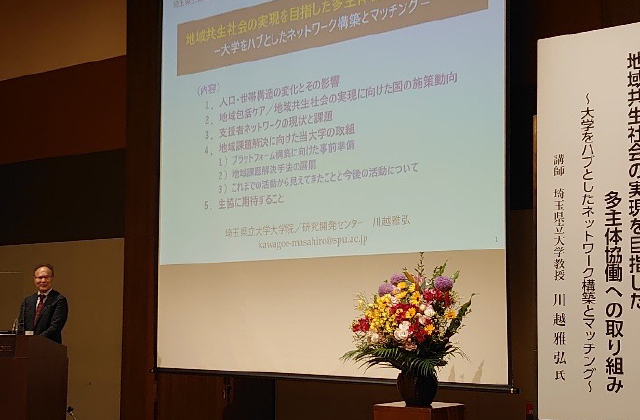 埼玉県
地域共生社会の実現を目指した多主体
ー大学をハブとしたネットワーク構築とマッチングー
(内容)
1. 人口・世帯構造の変化とその影響
2. 地域包括ケア/地域共生社会の実現に向けた国の施策動向
3. 支援者ネットワークの現状と課題
4. 地域課題解決に向けた当大学の取組
1)プラットフォーム構築に向けた事前準備
2)地域課題解決手法の展開
3)これまでの活動から見えてきたことと今後の活動について
5. 生協に期待すること
埼玉県立大学大学院/研究開発センター 川越雅弘
kawagoe-masahiro@spu.ac.jp
1
地域共生社会の実現を目指した
多主体協働への取り組み
〜大学をハブとしたネットワーク構築とマッチング〜
講師 埼玉県立大学教授 川越雅弘氏